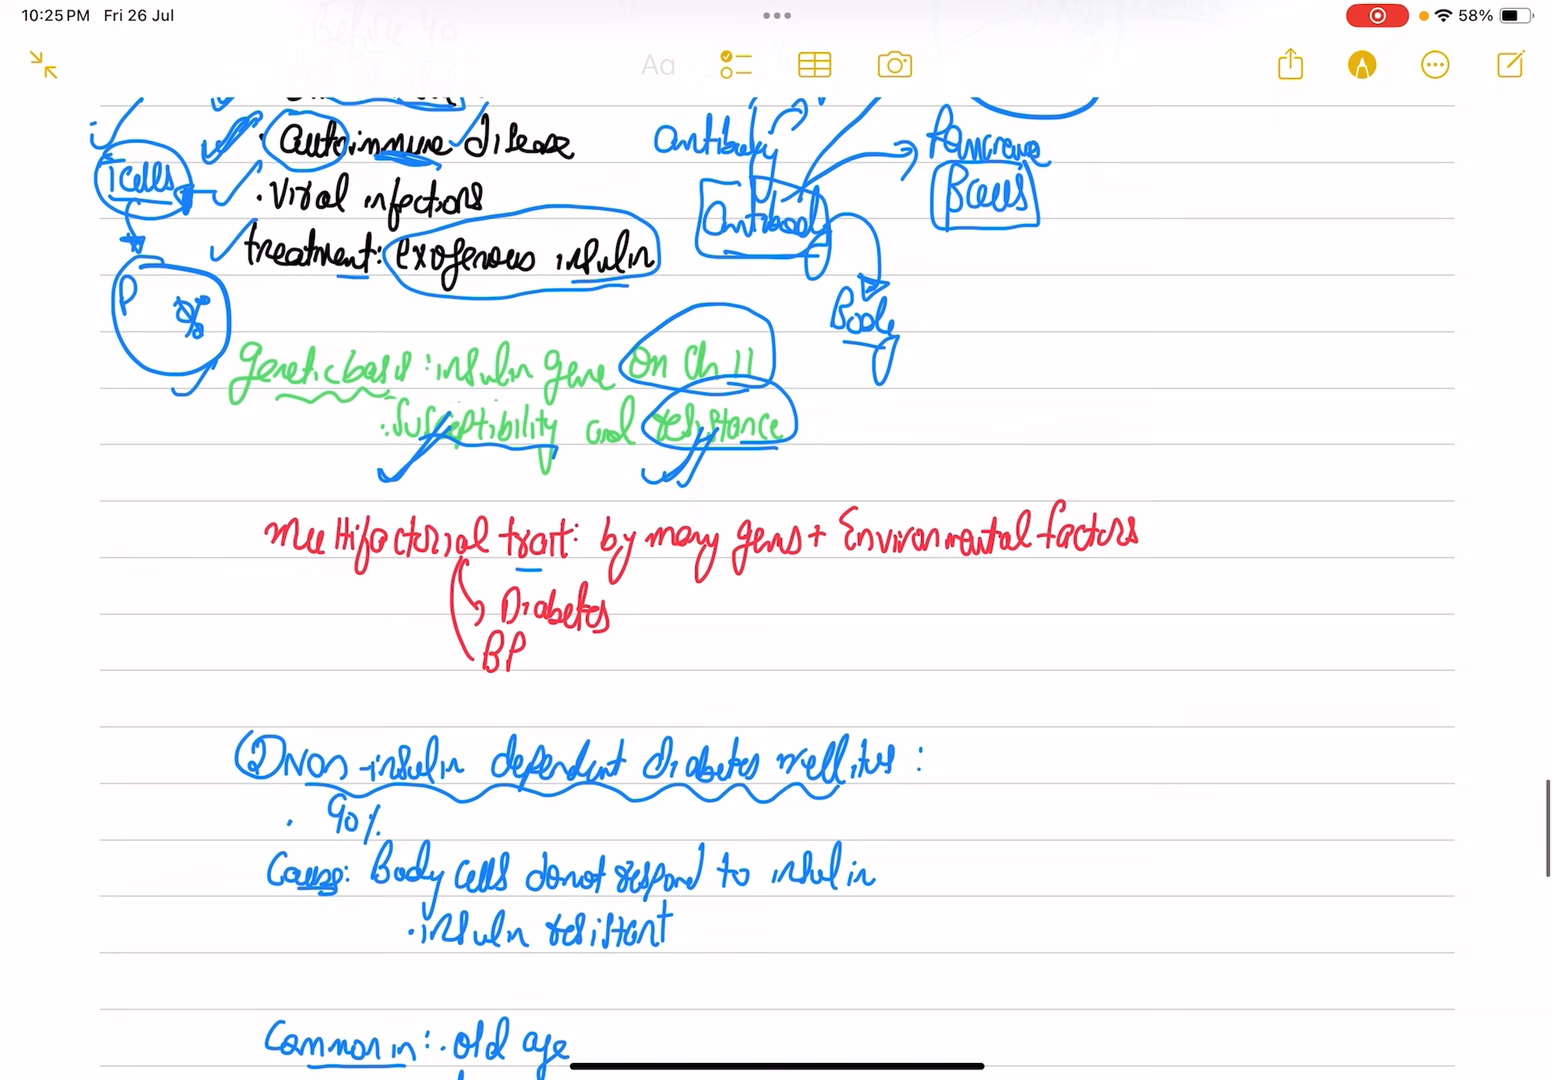 10:25 PM Fri 26 Jul
58%
Aa
autoimmune disease
antibody
Pancreas
i cells
. Viral infections
antibody
B cells
treatment: exogenous insulin
P
Body
genetic basis: insulin gene on Ch 11
. Susceptibility and resistance
Multifactorial trait: by many gens + Environmental factors
Diabetes
BP
② Non-insulin dependent diabetes mellitus:
. 90%
Cause: Body cells donot respond to insulin
. insulin resistant
Common in: . old age